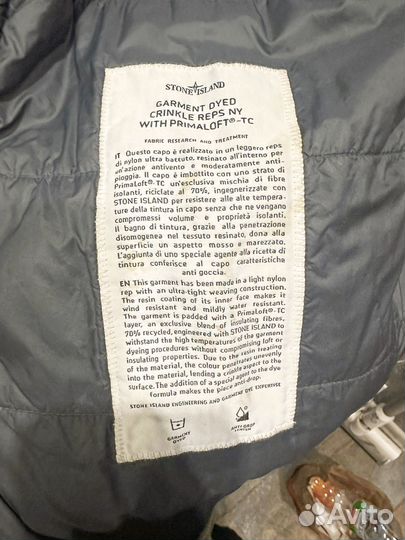 STONE ISLAND
GARMENT DYED
CRINKLE REPS NY
WITH PRIMALOFT®-TC
FABRIC RESEARCH AND TREATMENT
IT Questo capo è realizzato in un leggero reps
di nylon ultra battuto, resinato all'interno per
un'azione antivento e moderatamente anti-
pioggia. Il capo è imbottito con uno strato di
PrimaLoft®-TC un'esclusiva mischia di fibre
isolanti, riciclate al 70%, ingegnerizzate con
STONE ISLAND per resistere alle alte tempera-
ture della tintura in capo senza che ne vengano
compromessi volume e proprietà isolanti.
Il bagno di tintura, grazie alla penetrazione
disomogenea nel tessuto resinato, dona alla
superficie un aspetto mosso e marezzato.
L'aggiunta di uno speciale agente alla ricetta di
tintura conferisce al capo caratteristiche
anti goccia.
EN This garment has been made in a light nylon
rep with an ultra-tight weaving construction.
The resin coating of its inner face makes it
wind resistant and mildly water resistant.
The garment is padded with a PrimaLoft®-TC
layer, an exclusive blend of insulating fibres,
70% recycled, engineered with STONE ISLAND to
withstand the high temperatures of the garment
dyeing procedures without compromising loft or
insulating properties. Due to the resin treating
of the material, the colour penetrates unevenly
into the material, lending a crinkle aspect to the
surface. The addition of a special agent to the dye
formula makes the piece anti drop.
STONE ISLAND ENGINEERING AND GARMENT DYE EXPERTISE
GARMENT
DYED
ANTI DROP
Avito